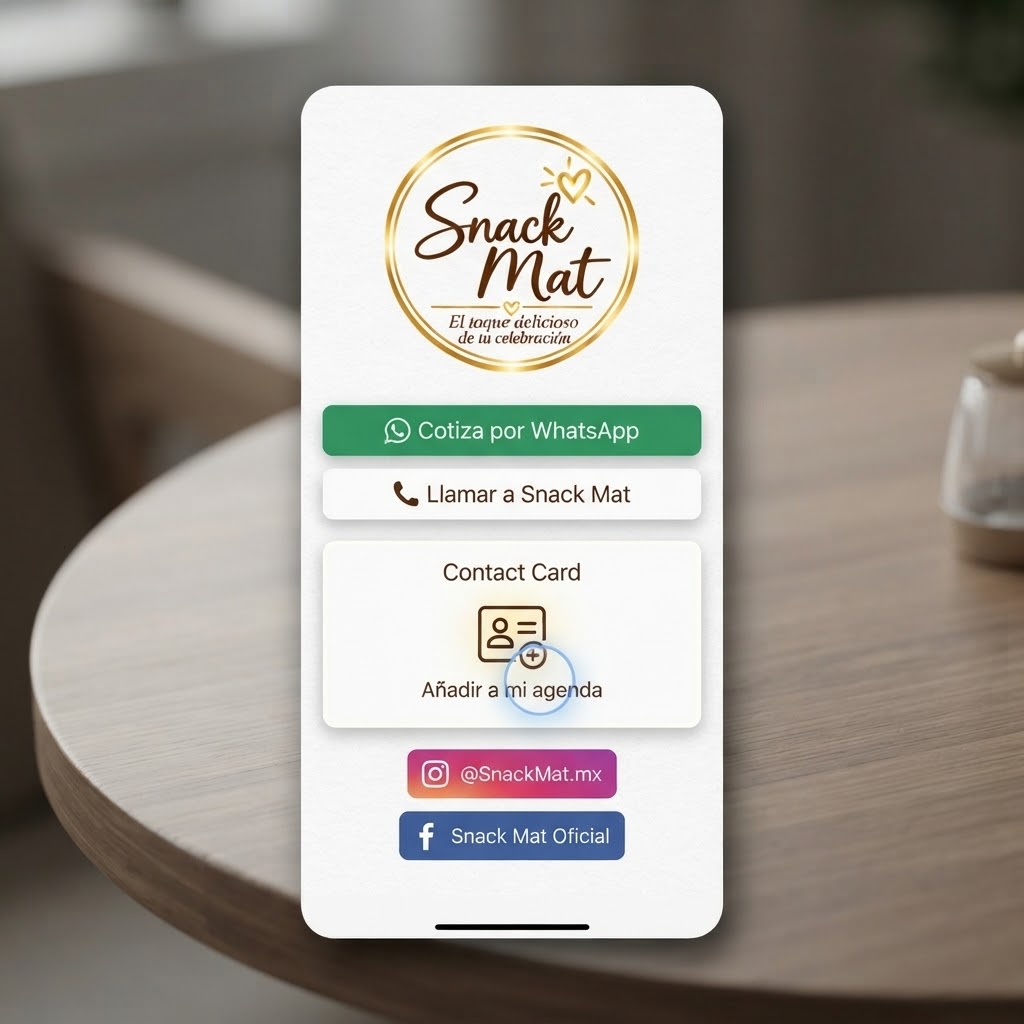 Snack
Mat
El toque delicioso
de tu celebración
Cotiza por WhatsApp
Llamar a Snack Mat
Contact Card
Añadir a mi agenda
@SnackMat.mx
Snack Mat Oficial